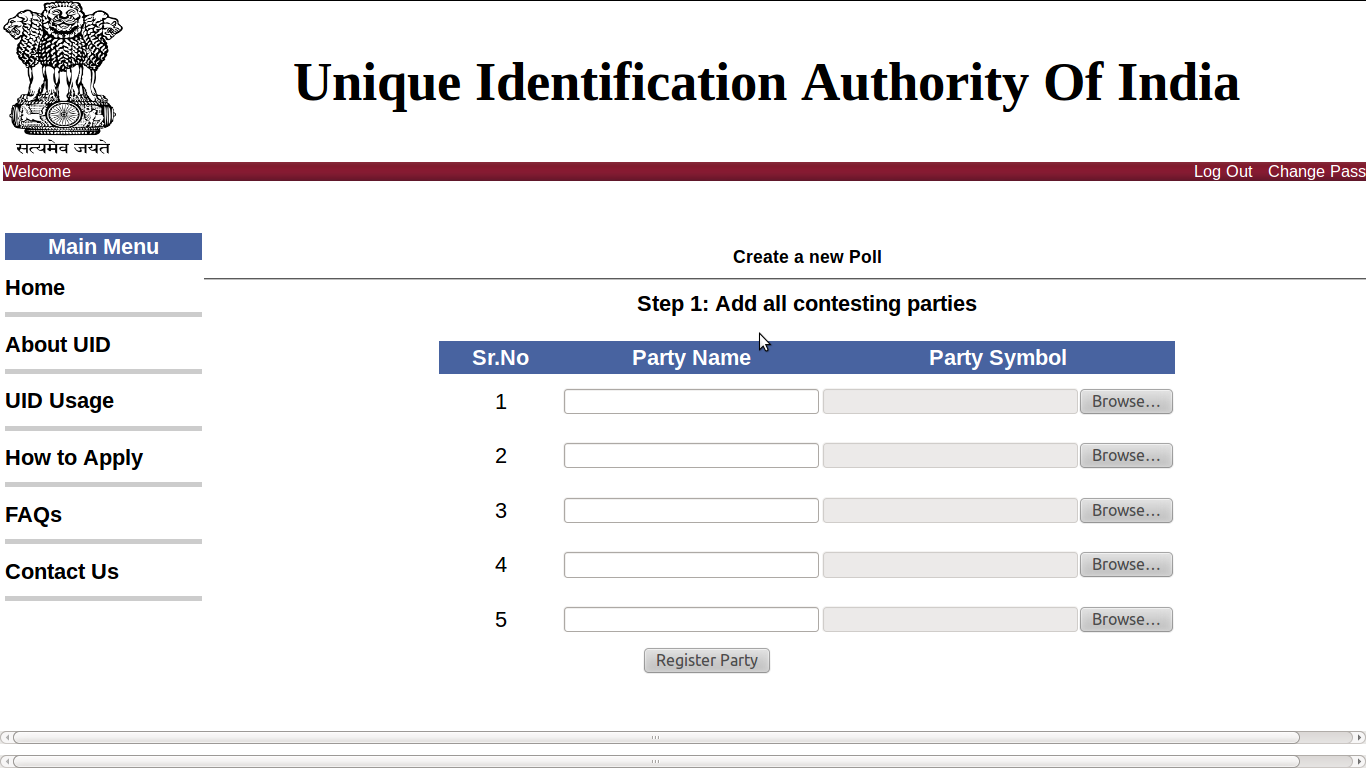 सत्यमेव जयते
Unique Identification Authority Of India
Welcome
Log Out Change Pass
Main Menu
Home
About UID
UID Usage
How to Apply
FAQs
Contact Us
Create a new Poll
Step 1: Add all contesting parties
Sr.No Party Name Party Symbol
1 Browse...
2 Browse...
3 Browse...
4 Browse...
5 Browse...
Register Party